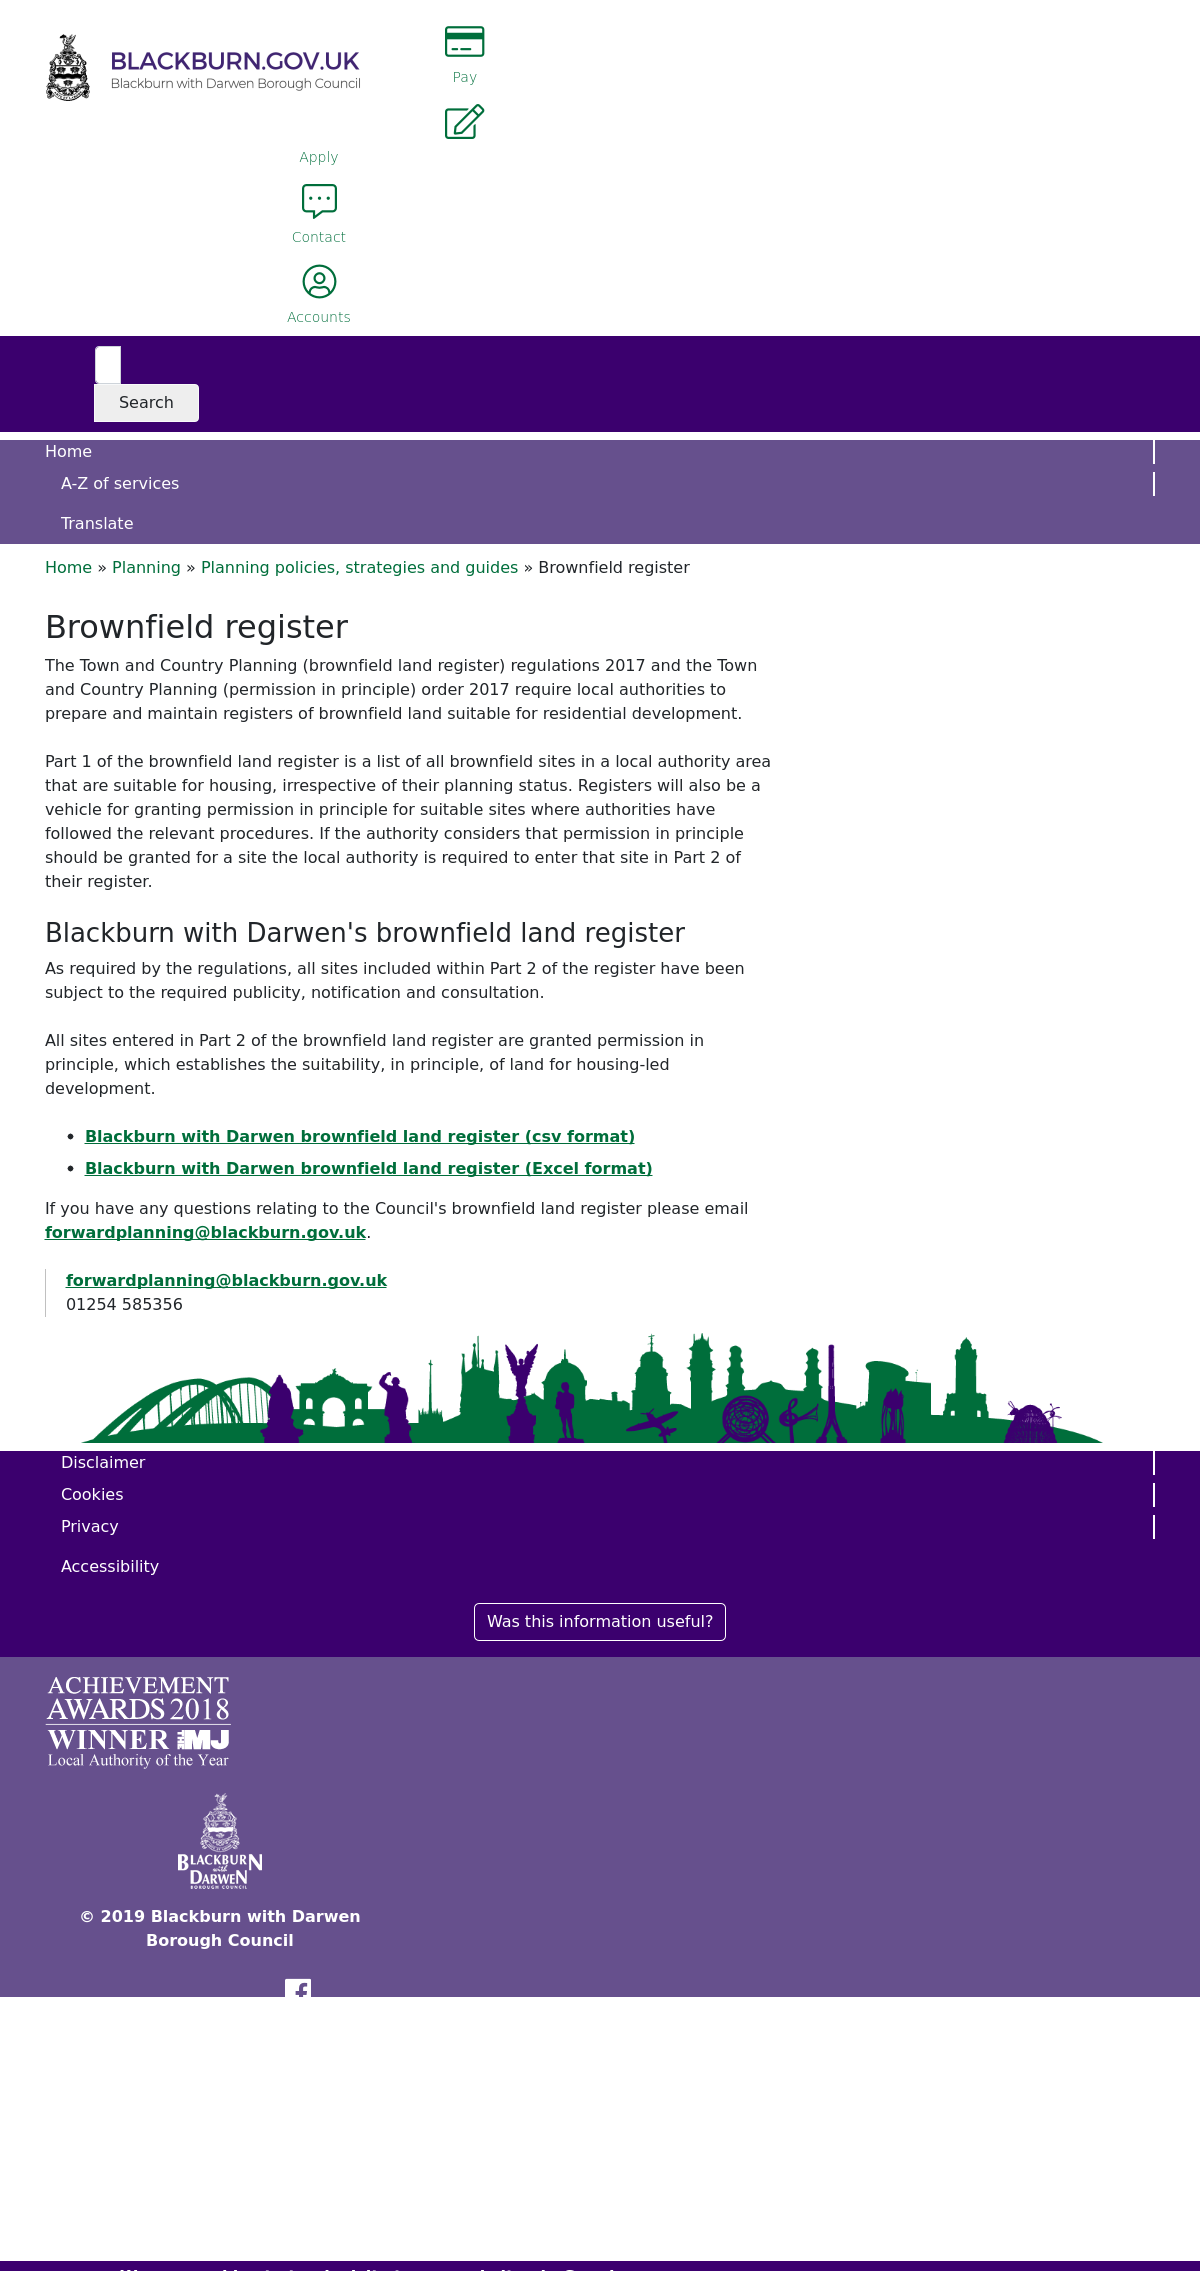 BLACKBURN.GOV.UK
Blackburn with Darwen Borough Council
Pay
Apply
Contact
Accounts
Search
Home
A-Z of services
Translate
Home » Planning » Planning policies, strategies and guides » Brownfield register
Brownfield register
The Town and Country Planning (brownfield land register) regulations 2017 and the Town
and Country Planning (permission in principle) order 2017 require local authorities to
prepare and maintain registers of brownfield land suitable for residential development.
Part 1 of the brownfield land register is a list of all brownfield sites in a local authority area
that are suitable for housing, irrespective of their planning status. Registers will also be a
vehicle for granting permission in principle for suitable sites where authorities have
followed the relevant procedures. If the authority considers that permission in principle
should be granted for a site the local authority is required to enter that site in Part 2 of
their register.
Blackburn with Darwen's brownfield land register
As required by the regulations, all sites included within Part 2 of the register have been
subject to the required publicity, notification and consultation.
All sites entered in Part 2 of the brownfield land register are granted permission in
principle, which establishes the suitability, in principle, of land for housing-led
development.
• Blackburn with Darwen brownfield land register (csv format)
• Blackburn with Darwen brownfield land register (Excel format)
If you have any questions relating to the Council's brownfield land register please email
forwardplanning@blackburn.gov.uk.
forwardplanning@blackburn.gov.uk
01254 585356
Disclaimer
Cookies
Privacy
Accessibility
Was this information useful?
ACHIEVEMENT
AWARDS 2018
WINNER THE MJ
Local Authority of the Year
BLACKBURN
with
DARWEN
BOROUGH COUNCIL
© 2019 Blackburn with Darwen
Borough Council